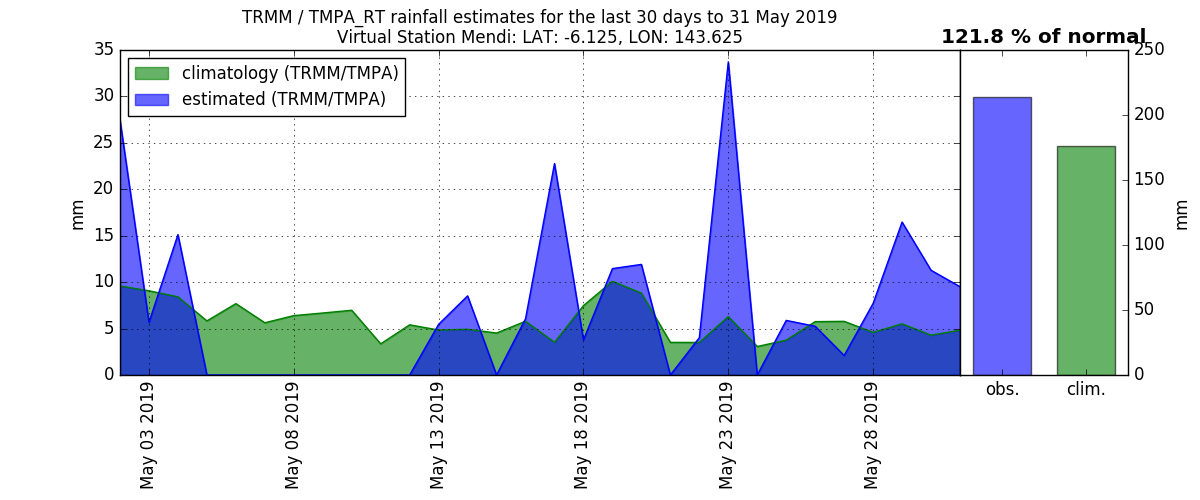 TRMM / TMPA_RT rainfall estimates for the last 30 days to 31 May 2019
Virtual Station Mendi: LAT: -6.125, LON: 143.625
121.8 % of normal
climatology (TRMM/TMPA)
estimated (TRMM/TMPA)
mm
35
30
25
20
15
10
5
0
May 03 2019
May 08 2019
May 13 2019
May 18 2019
May 23 2019
May 28 2019
250
200
150
100
50
0
mm
obs.
clim.